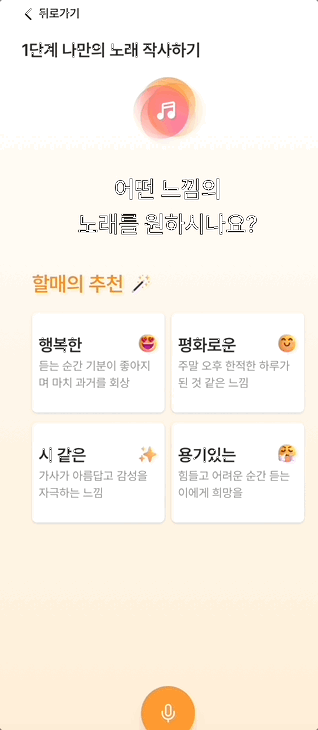 뒤로가기
1단계 나만의 노래 작사하기
어떤 느낌의
노래를 원하시나요?
할매의 추천
행복한
듣는 순간 기분이 좋아지
며 마치 과거를 회상
평화로운
주말 오후 한적한 하루가
된 것 같은 느낌
시 같은
가사가 아름답고 감성을
자극하는 느낌
용기있는
힘들고 어려운 순간 듣는
이에게 희망을